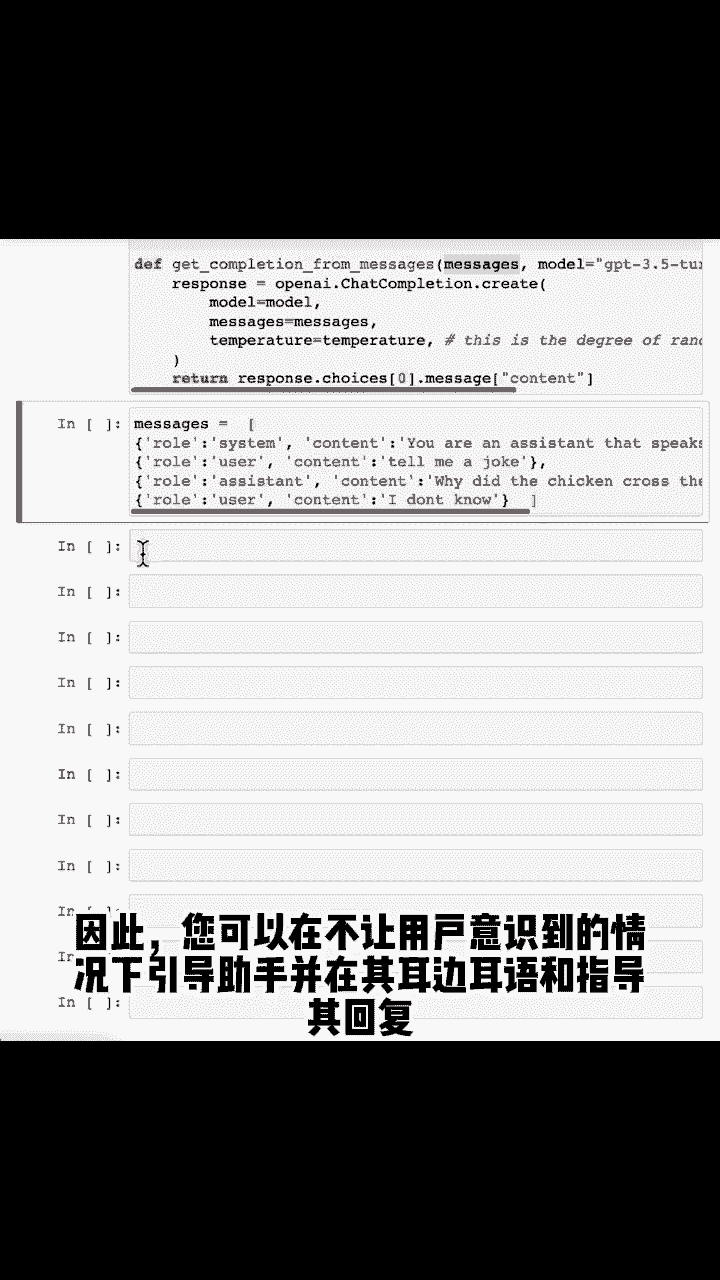 def get_completion_from_messages(messages, model="gpt-3.5-tu
response = openai.ChatCompletion.create(
model=model,
messages=messages,
temperature=temperature, # this is the degree of ran
)
return response.choices[0].message["content"]
In [ ]: messages = [
{'role':'system', 'content':'You are an assistant that speaks
{'role':'user', 'content':'tell me a joke'},
{'role':'assistant', 'content':'Why did the chicken cross the
{'role':'user', 'content':'I dont know'} ]
In [ ]:
In [ ]:
In [ ]:
In [ ]:
In [ ]:
In [ ]:
In [ ]:
In [ ]:
In
因此，您可以在不让用户意识到的情
In
况下引导助手并在其耳边耳语和指导
In [ ]:
其回复